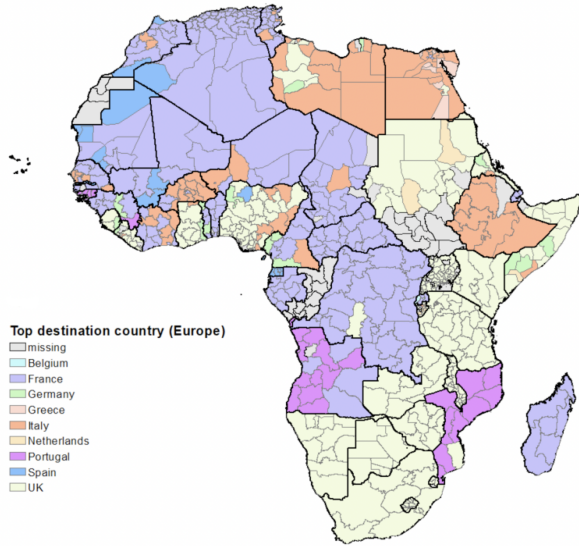 Top destination country (Europe)
missing
Belgium
France
Germany
Greece
Italy
Netherlands
Portugal
Spain
UK